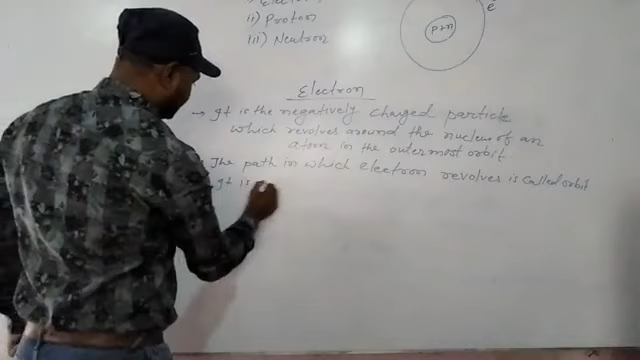 ii) Proton
iii) Neutron
p+n
e
Electron
→ It is the negatively charged particle
which revolves around the nucleus of an
atom in the outermost orbit
The path in which electron revolves is called orbit
It is